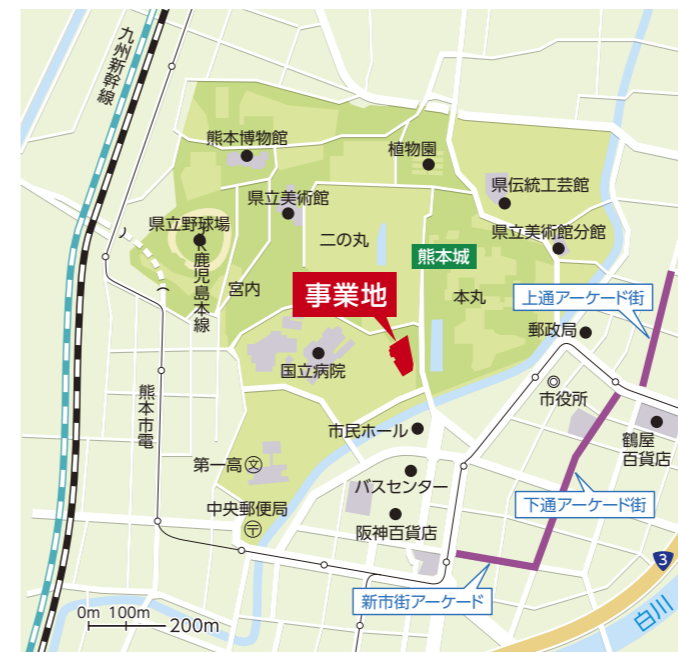 九州新幹線
熊本博物館
植物園
県伝統工芸館
県立美術館
県立野球場
二の丸
県立美術館分館
熊本城
JR鹿児島本線
宮内
事業地
本丸
上通アーケード街
郵政局
国立病院
市役所
熊本市電
市民ホール
鶴屋
百貨店
第一高
文
バスセンター
下通アーケード街
中央郵便局
〒
阪神百貨店
3
新市街アーケード
白川
0m 100m
200m